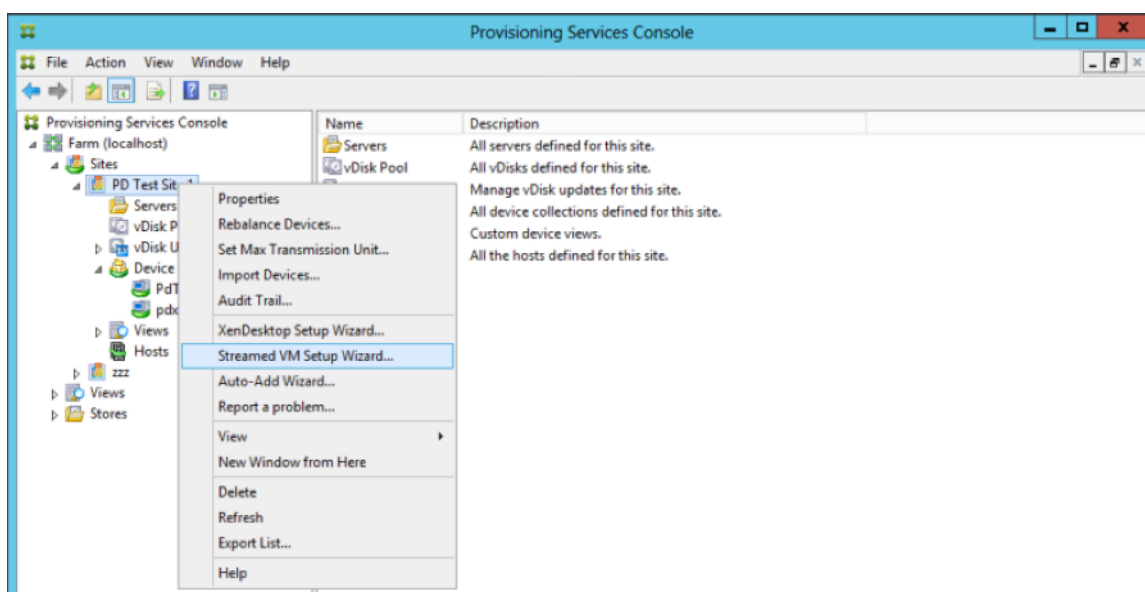 Provisioning Services Console
File Action View Window Help
Provisioning Services Console
Farm (localhost)
Sites
PD Test Sit
Servers
vDisk P
vDisk U
Device
PdT
pdx
Views
Hosts
zzz
Views
Stores
Name Description
Servers All servers defined for this site.
vDisk Pool All vDisks defined for this site.
Manage vDisk updates for this site.
All device collections defined for this site.
Custom device views.
All the hosts defined for this site.
Properties
Rebalance Devices...
Set Max Transmission Unit...
Import Devices...
Audit Trail...
XenDesktop Setup Wizard...
Streamed VM Setup Wizard...
Auto-Add Wizard...
Report a problem...
View
New Window from Here
Delete
Refresh
Export List...
Help